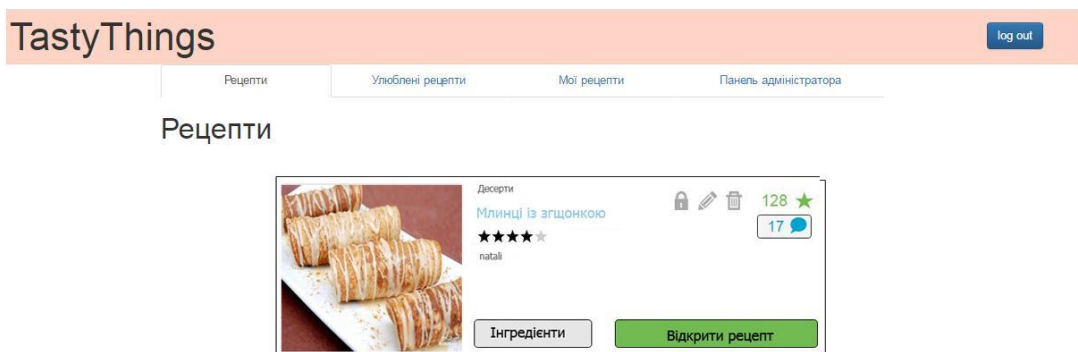 TastyThings
log out
Рецепти Улюблені рецепти Мої рецепти Панель адміністратора
Рецепти
Десерти
Млинці із згщонкою
128
17
natali
Інгредієнти
Відкрити рецепт